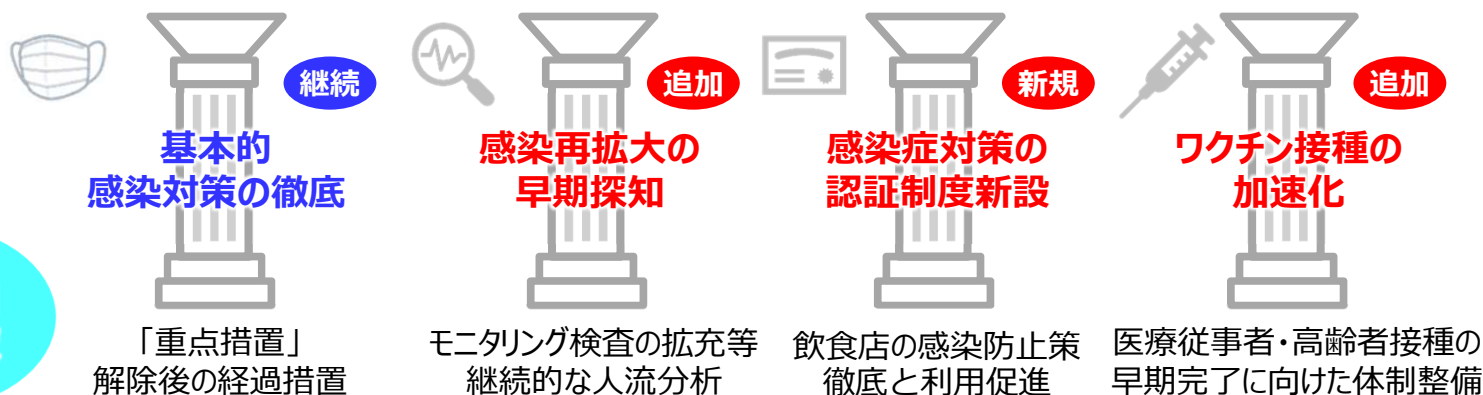 継続
基本的
感染対策の徹底
「重点措置」
解除後の経過措置
追加
感染再拡大の
早期探知
モニタリング検査の拡充等
継続的な人流分析
新規
感染症対策の
認証制度新設
飲食店の感染防止策
徹底と利用促進
追加
ワクチン接種の
加速化
医療従事者・高齢者接種の
早期完了に向けた体制整備